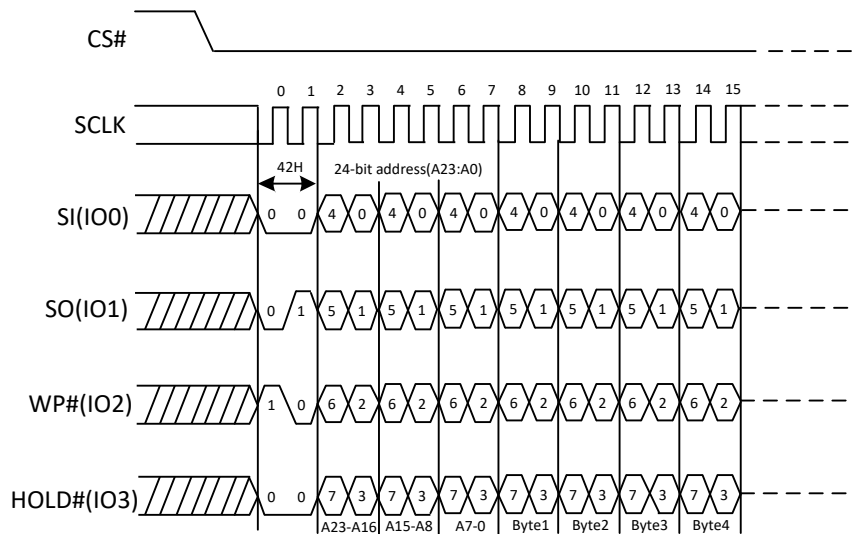 CS#
0 1 2 3 4 5 6 7 8 9 10 11 12 13 14 15
SCLK
42H 24-bit address(A23:A0)
SI(IO0) 0 0 4 0 4 0 4 0 4 0 4 0 4 0 4 0
SO(IO1) 0 1 5 1 5 1 5 1 5 1 5 1 5 1 5 1
WP#(IO2) 1 0 6 2 6 2 6 2 6 2 6 2 6 2 6 2
HOLD#(IO3) 0 0 7 3 7 3 7 3 7 3 7 3 7 3 7 3
A23-A16 A15-A8 A7-0 Byte1 Byte2 Byte3 Byte4